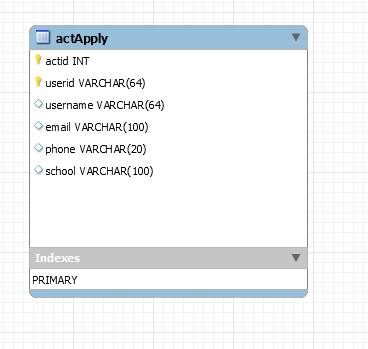 actApply
actid INT
userid VARCHAR(64)
username VARCHAR(64)
email VARCHAR(100)
phone VARCHAR(20)
school VARCHAR(100)
Indexes
PRIMARY